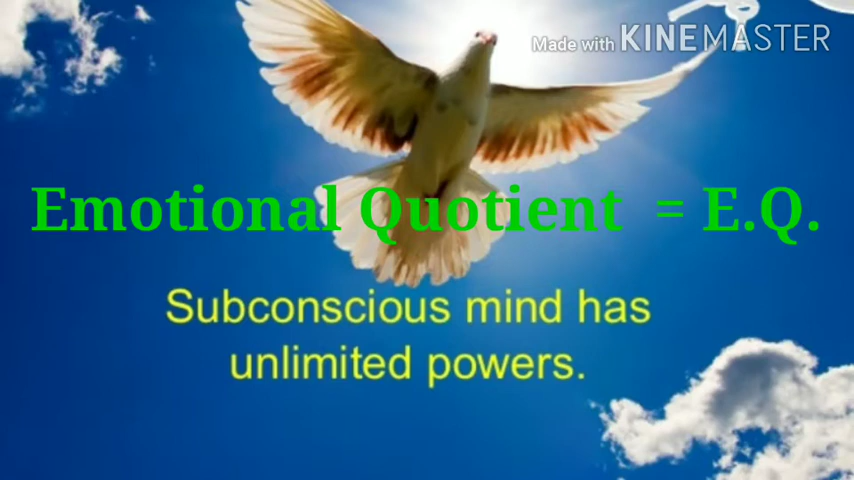 Made with KINEMASTER
Emotional Quotient = E.Q.
Subconscious mind has
unlimited powers.